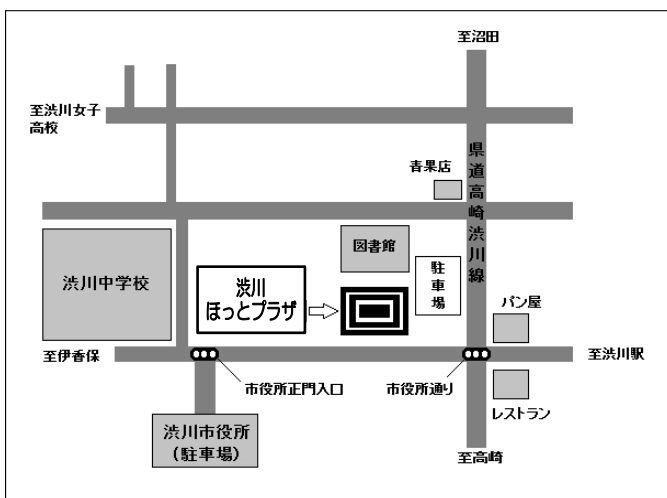 至沼田
至渋川女子
高校
青果店
県道高崎渋川線
図書館
駐車場
渋川中学校
渋川
ほっとプラザ
パン屋
至伊香保
至渋川駅
市役所正門入口
市役所通り
レストラン
渋川市役所
(駐車場)
至高崎